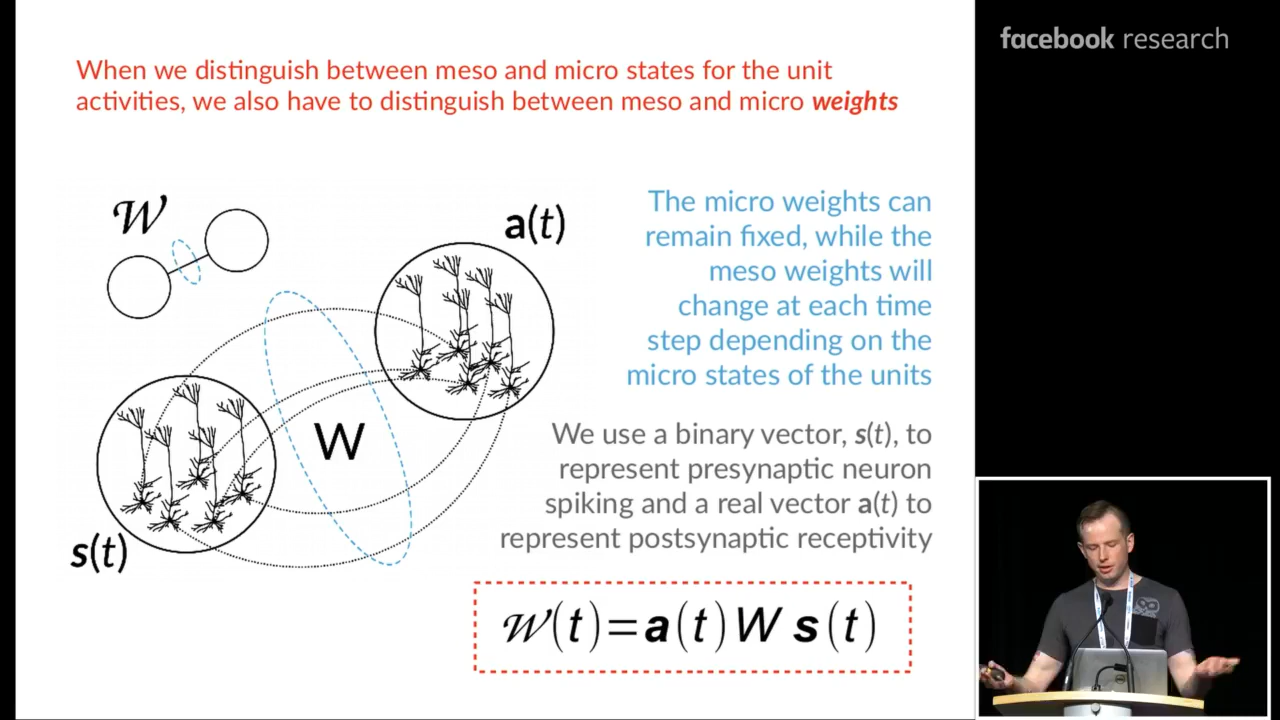 When we distinguish between meso and micro states for the unit
activities, we also have to distinguish between meso and micro weights
facebook research
𝒲
a(t)
The micro weights can
remain fixed, while the
meso weights will
change at each time
step depending on the
micro states of the units
W
We use a binary vector, s(t), to
represent presynaptic neuron
spiking and a real vector a(t) to
represent postsynaptic receptivity
s(t)
𝒲(t)=a(t)W s(t)